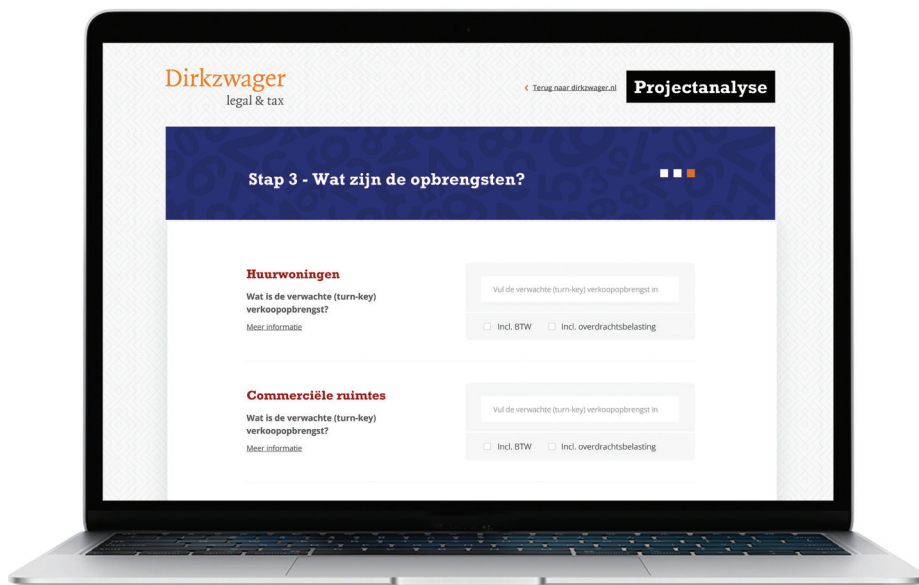 Dirkzwager
legal & tax
Terug naar dirkzwager.nl
Projectanalyse
Stap 3 - Wat zijn de opbrengsten?
Huurwoningen
Wat is de verwachte (turn-key)
verkoopopbrengst?
Meer informatie
Vul de verwachte (turn-key) verkoopopbrengst in
Incl. BTW Incl. overdrachtsbelasting
Commerciële ruimtes
Wat is de verwachte (turn-key)
verkoopopbrengst?
Meer informatie
Vul de verwachte (turn-key) verkoopopbrengst in
Incl. BTW Incl. overdrachtsbelasting